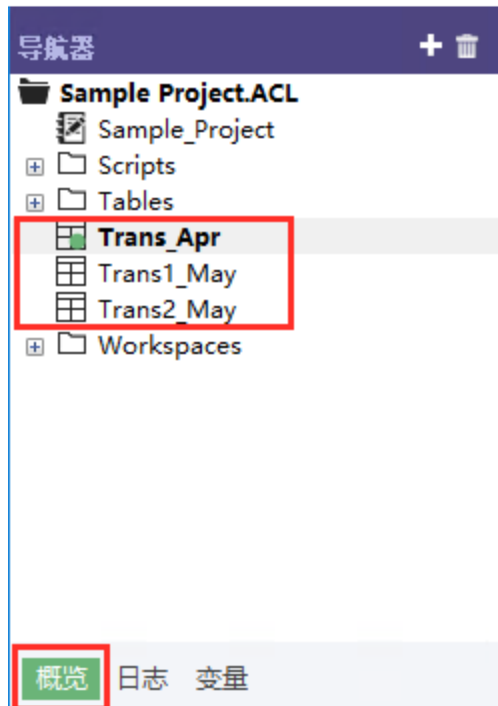 导航器
Sample Project.ACL
Sample_Project
Scripts
Tables
Trans_Apr
Trans1_May
Trans2_May
Workspaces
概览 日志 变量